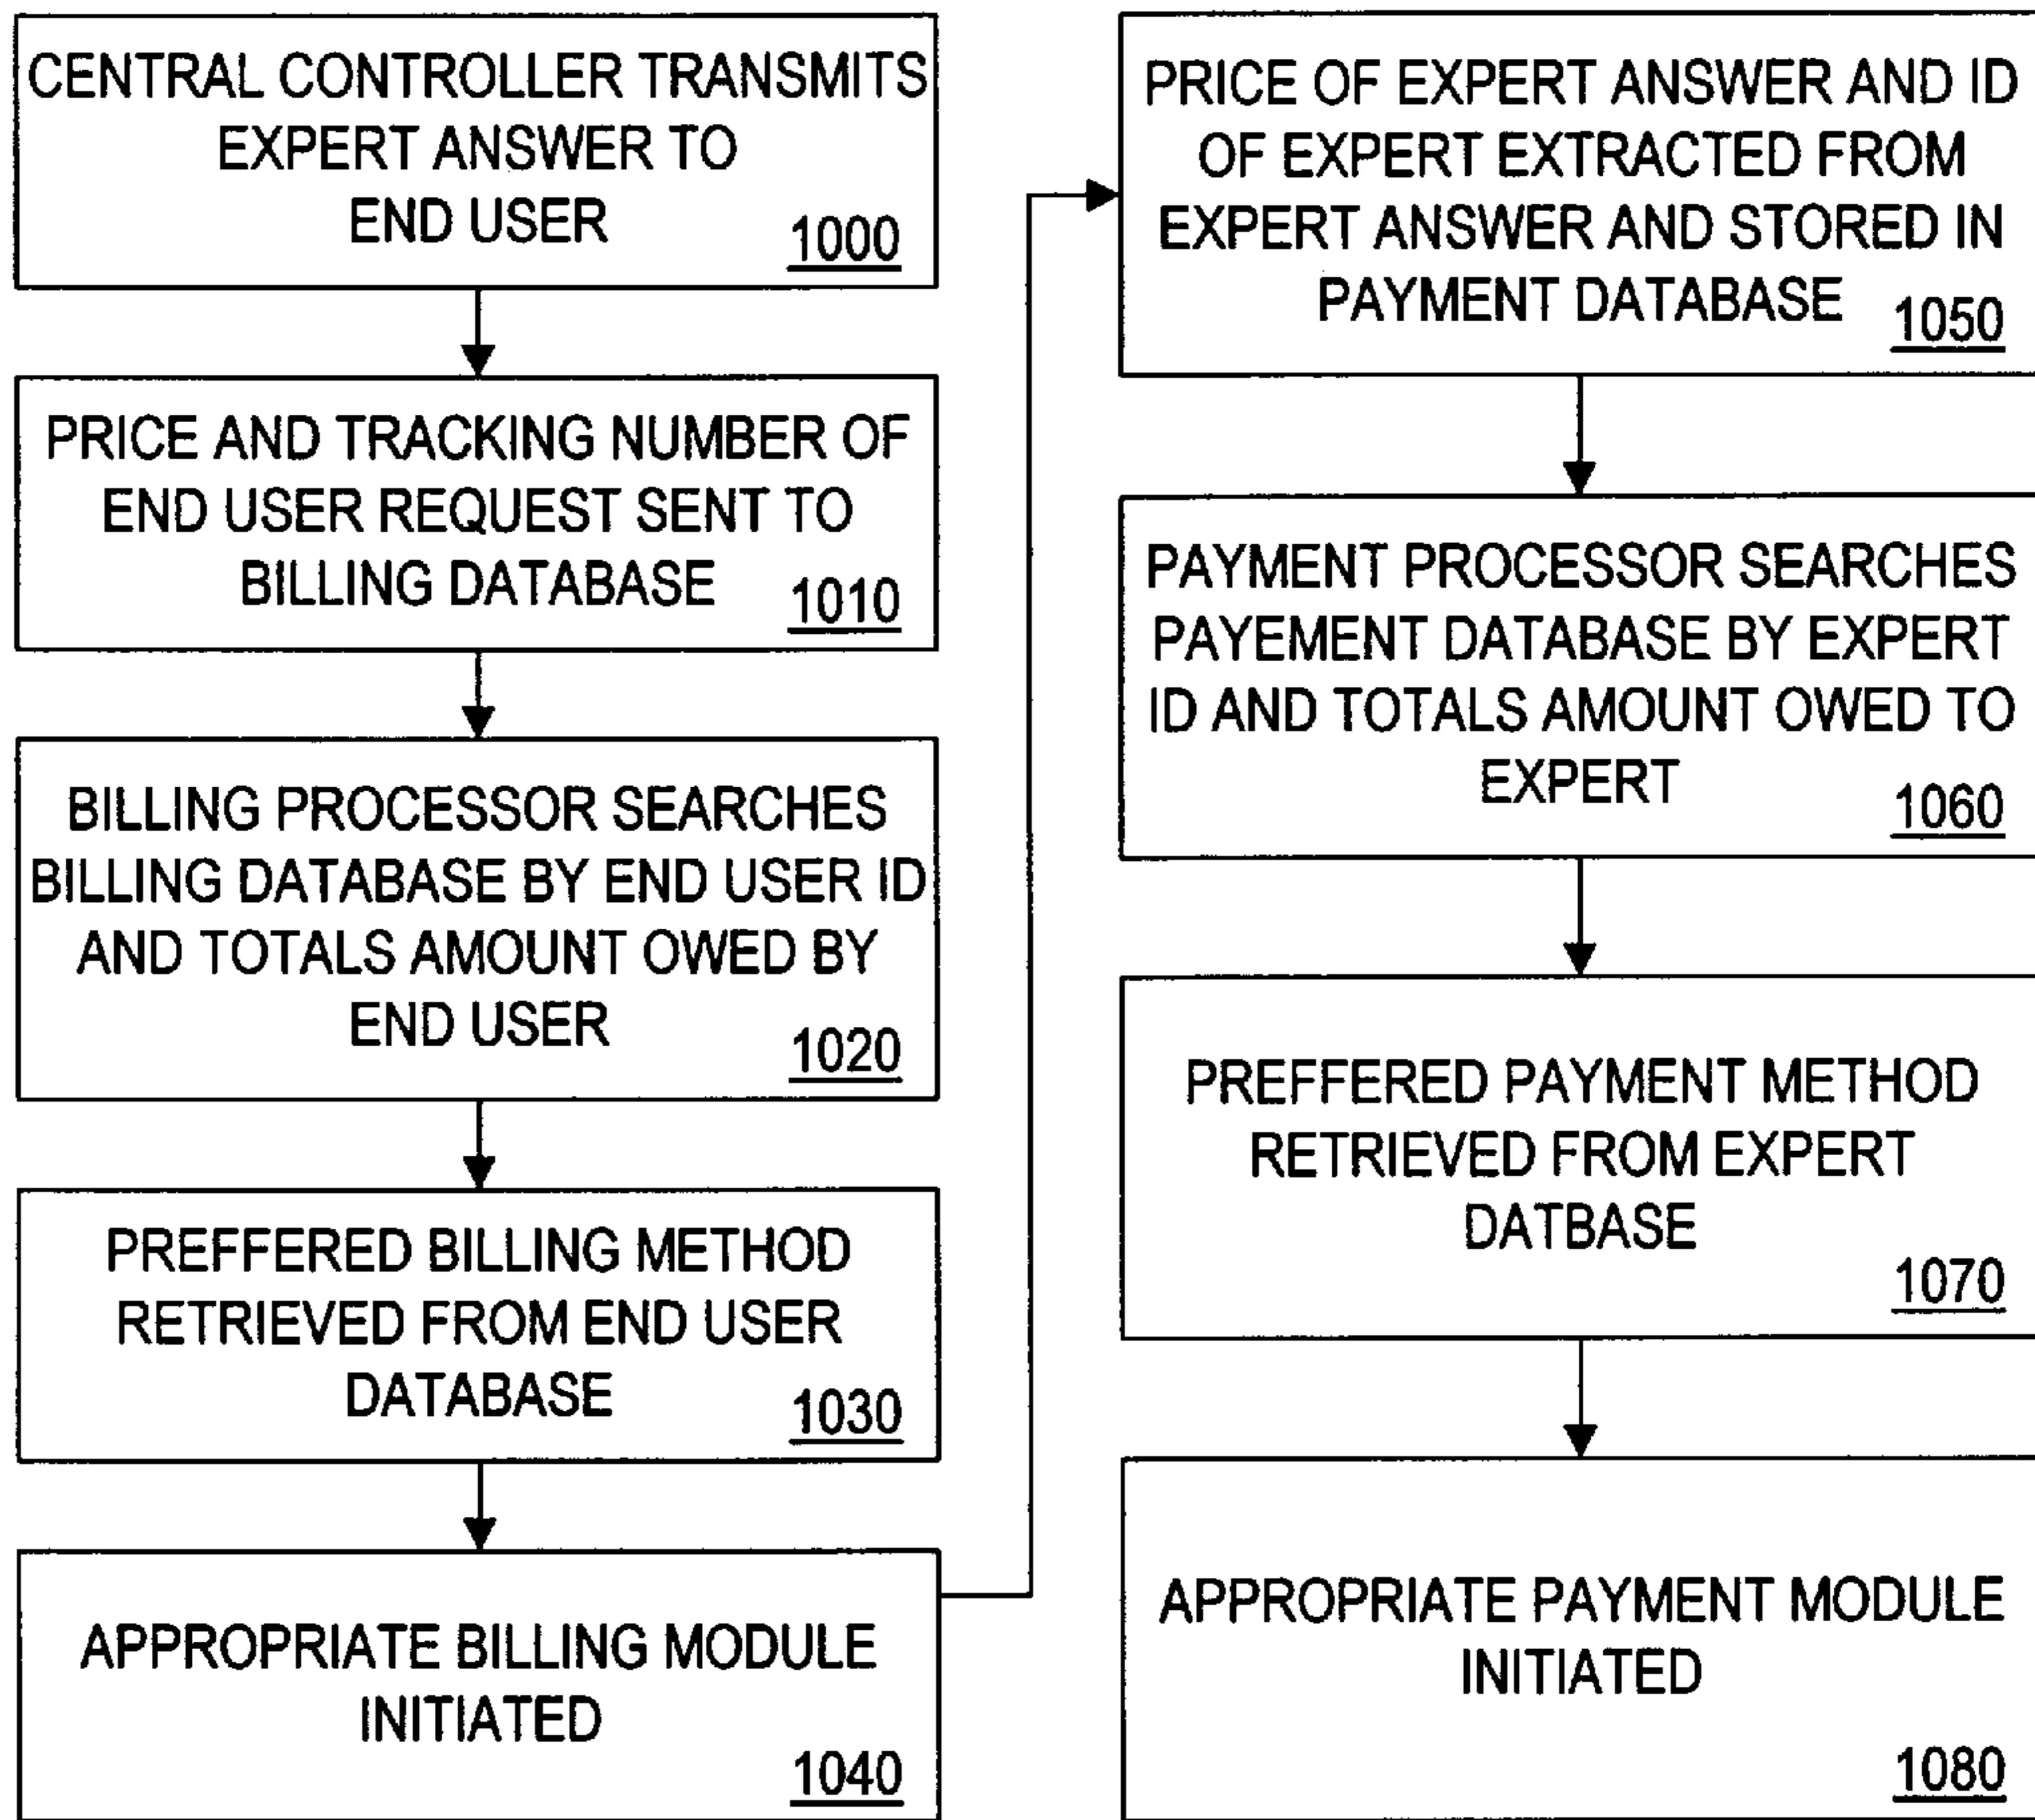 CENTRAL CONTROLLER TRANSMITS
EXPERT ANSWER TO
END USER
1000
PRICE AND TRACKING NUMBER OF
END USER REQUEST SENT TO
BILLING DATABASE
1010
BILLING PROCESSOR SEARCHES
BILLING DATABASE BY END USER ID
AND TOTALS AMOUNT OWED BY
END USER
1020
PREFFERED BILLING METHOD
RETRIEVED FROM END USER
DATABASE
1030
APPROPRIATE BILLING MODULE
INITIATED
1040
PRICE OF EXPERT ANSWER AND ID
OF EXPERT EXTRACTED FROM
EXPERT ANSWER AND STORED IN
PAYMENT DATABASE
1050
PAYMENT PROCESSOR SEARCHES
PAYEMENT DATABASE BY EXPERT
ID AND TOTALS AMOUNT OWED TO
EXPERT
1060
PREFFERED PAYMENT METHOD
RETRIEVED FROM EXPERT
DATBASE
1070
APPROPRIATE PAYMENT MODULE
INITIATED
1080